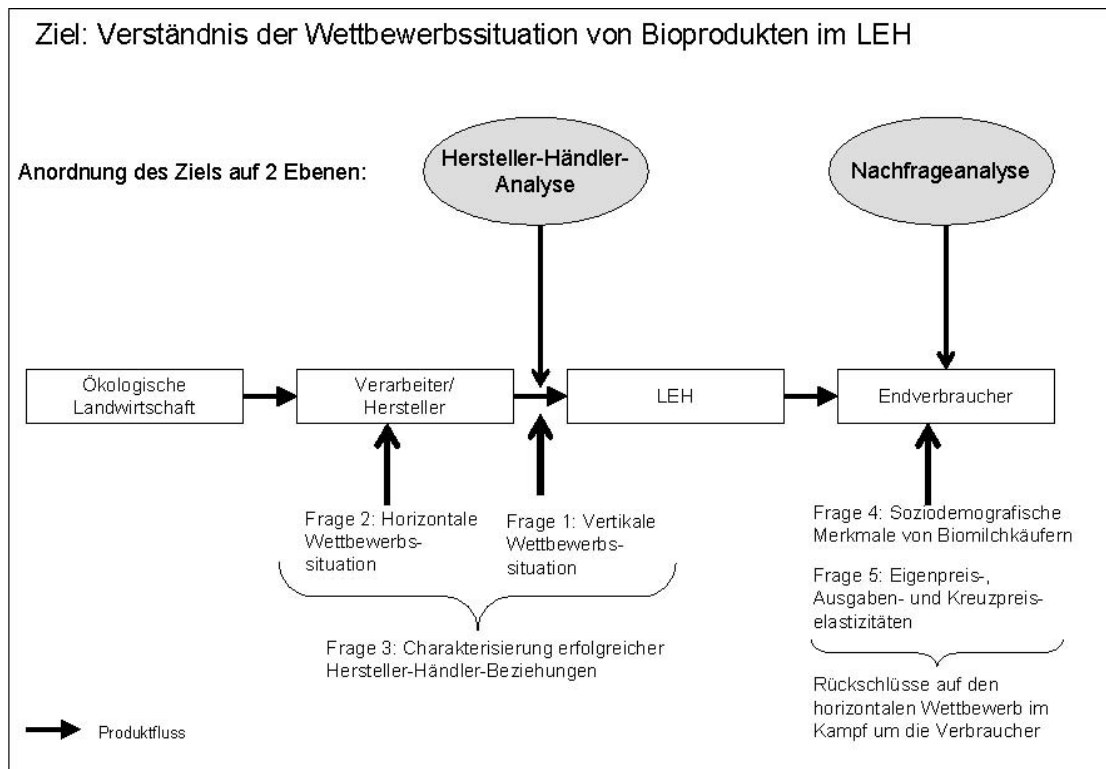 Ziel: Verständnis der Wettbewerbssituation von Bioprodukten im LEH
Anordnung des Ziels auf 2 Ebenen:
Hersteller-Händler-
Analyse
Nachfrageanalyse
Ökologische
Landwirtschaft
Verarbeiter/
Hersteller
LEH
Endverbraucher
Frage 2: Horizontale
Wettbewerbs-
situation
Frage 1: Vertikale
Wettbewerbs-
situation
Frage 3: Charakterisierung erfolgreicher
Hersteller-Händler-Beziehungen
Frage 4: Soziodemografische
Merkmale von Biomilchkäufern
Frage 5: Eigenpreis-,
Ausgaben- und Kreuzpreis-
elastizitäten
Rückschlüsse auf den
horizontalen Wettbewerb im
Kampf um die Verbraucher
Produktfluss